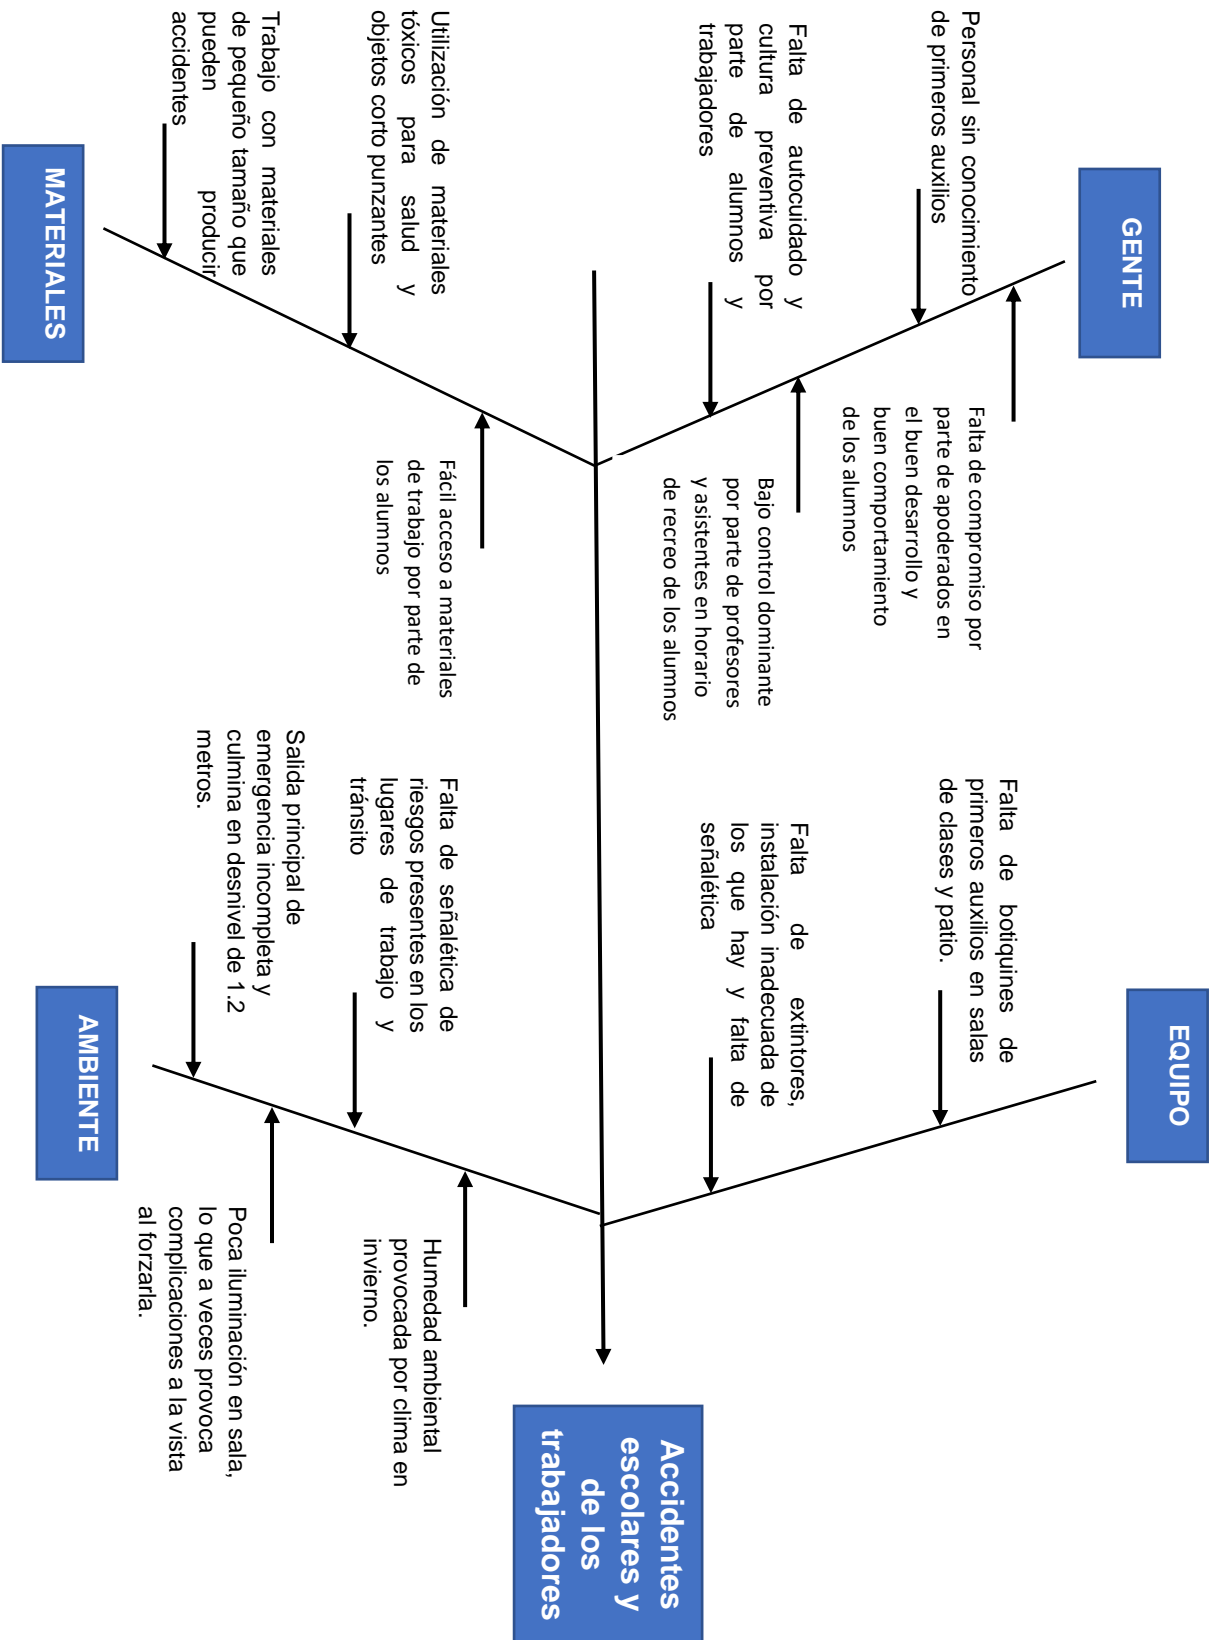 GENTE
EQUIPO
Personal sin conocimiento
de primeros auxilios
Falta de compromiso por
parte de apoderados en
el buen desarrollo y
buen comportamiento
de los alumnos
Falta de autocuidado y
cultura preventiva por
parte de alumnos y
trabajadores
Bajo control dominante
por parte de profesores
y asistentes en horario
de recreo de los alumnos
Falta de botiquines de
primeros auxilios en salas
de clases y patio.
Falta de extintores,
instalación inadecuada de
los que hay y falta de
señalética
Accidentes
escolares y
de los
trabajadores
Utilización de materiales
tóxicos para salud y
objetos corto punzantes
Fácil acceso a materiales
de trabajo por parte de
los alumnos
Trabajo con materiales
de pequeño tamaño que
pueden producir
accidentes
Falta de señalética de
riesgos presentes en los
lugares de trabajo y
tránsito
Humedad ambiental
provocada por clima en
invierno.
Salida principal de
emergencia incompleta y
culmina en desnivel de 1.2
metros.
Poca iluminación en sala,
lo que a veces provoca
complicaciones a la vista
al forzarla.
MATERIALES
AMBIENTE